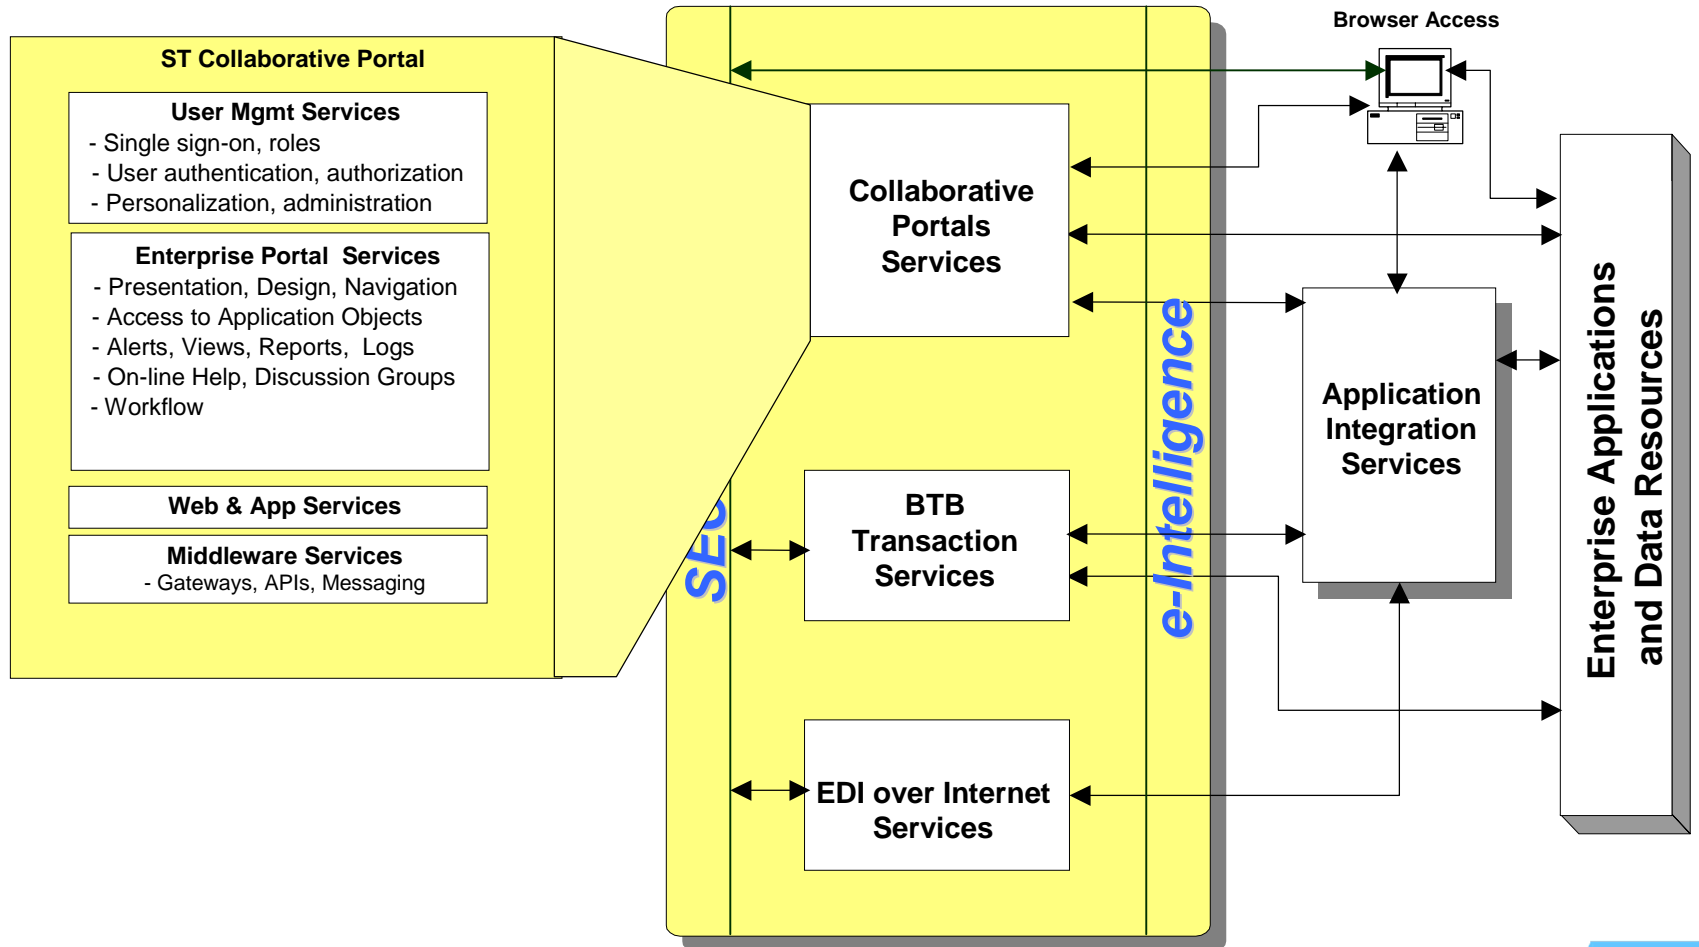 Browser Access
ST Collaborative Portal
User Mgmt Services
- Single sign-on, roles
- User authentication, authorization
- Personalization, administration
Enterprise Portal Services
- Presentation, Design, Navigation
- Access to Application Objects
- Alerts, Views, Reports, Logs
- On-line Help, Discussion Groups
- Workflow
Web & App Services
Middleware Services
- Gateways, APIs, Messaging
Collaborative
Portals
Services
BTB
Transaction
Services
EDI over Internet
Services
e-Intelligence
Application
Integration
Services
Enterprise Applications
and Data Resources